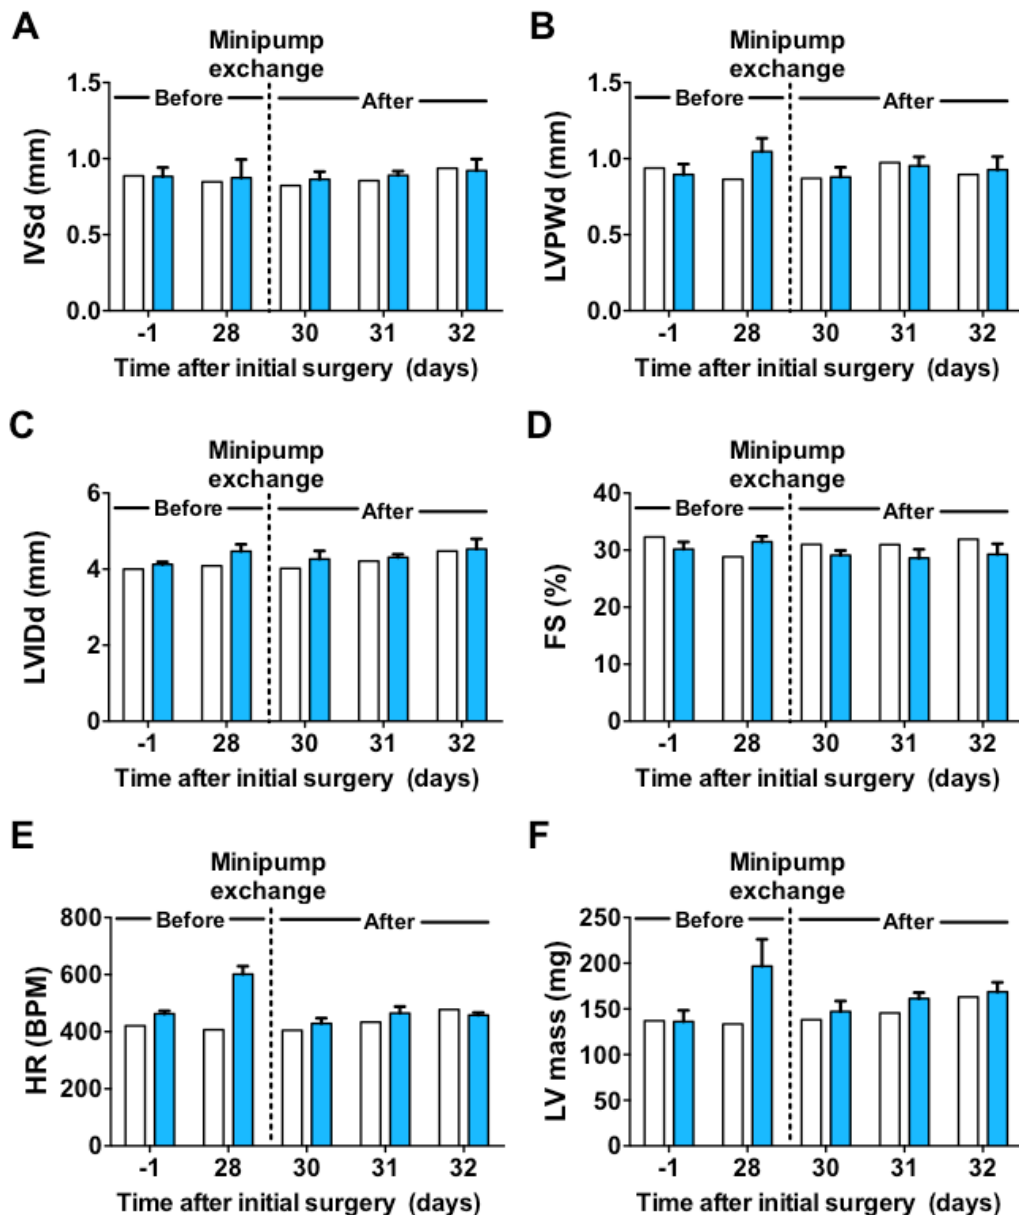 A
Minipump
exchange
Before
After
1.5
1.0
0.5
0.0
IVSd (mm)
-1 28 30 31 32
Time after initial surgery (days)
B
Minipump
exchange
Before
After
1.5
1.0
0.5
0.0
LVPWd (mm)
-1 28 30 31 32
Time after initial surgery (days)
C
Minipump
exchange
Before
After
6
4
2
0
LVIDd (mm)
-1 28 30 31 32
Time after initial surgery (days)
D
Minipump
exchange
Before
After
40
30
20
10
0
FS (%)
-1 28 30 31 32
Time after initial surgery (days)
E
Minipump
exchange
Before
After
800
600
400
200
0
HR (BPM)
-1 28 30 31 32
Time after initial surgery (days)
F
Minipump
exchange
Before
After
250
200
150
100
50
0
LV mass (mg)
-1 28 30 31 32
Time after initial surgery (days)